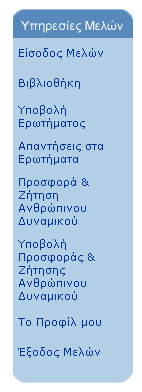 Υπηρεσίες Μελών
Είσοδος Μελών
Βιβλιοθήκη
Υποβολή
Ερωτήματος
Απαντήσεις στα
Ερωτήματα
Προσφορά &
Ζήτηση
Ανθρώπινου
Δυναμικού
Υποβολή
Προσφοράς &
Ζήτησης
Ανθρώπινου
Δυναμικού
Το Προφίλ μου
Έξοδος Μελών